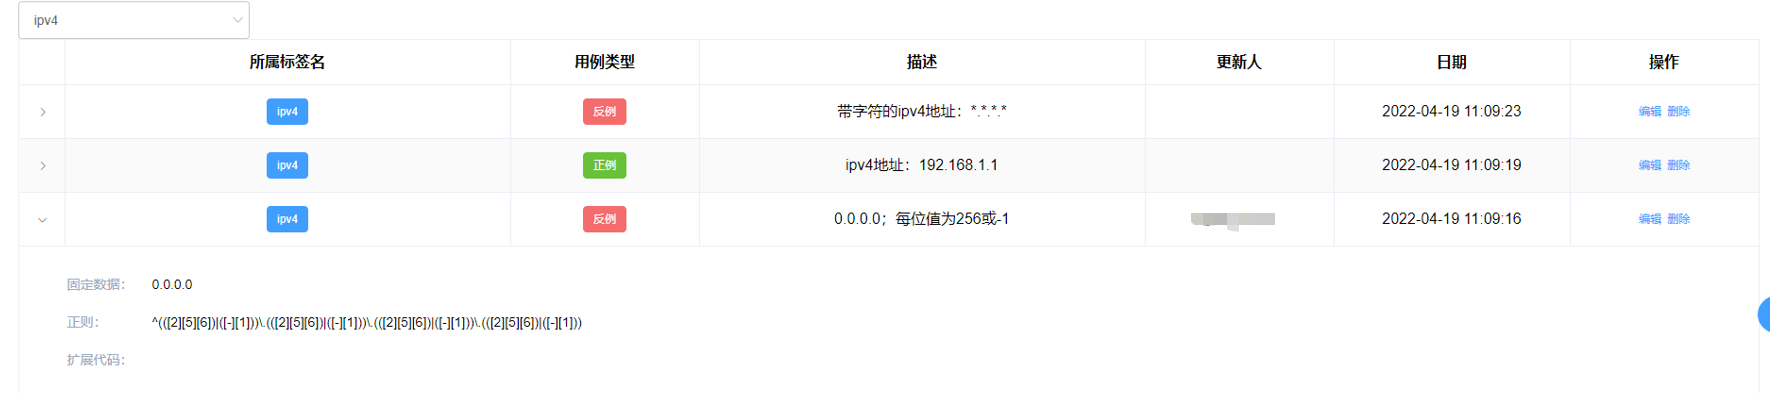 ipv4
所属标签名 用例类型 描述 更新人 日期 操作
ipv4 反例 带字符的ipv4地址：*.*.*.* 2022-04-19 11:09:23 编辑 删除
ipv4 正例 ipv4地址：192.168.1.1 2022-04-19 11:09:19 编辑 删除
ipv4 反例 0.0.0.0；每位值为256或-1 2022-04-19 11:09:16 编辑 删除
固定数据： 0.0.0.0
正则： ^(([2][5][6])|([-][1]))\.(([2][5][6])|([-][1]))\.(([2][5][6])|([-][1]))\.(([2][5][6])|([-][1]))
扩展代码：